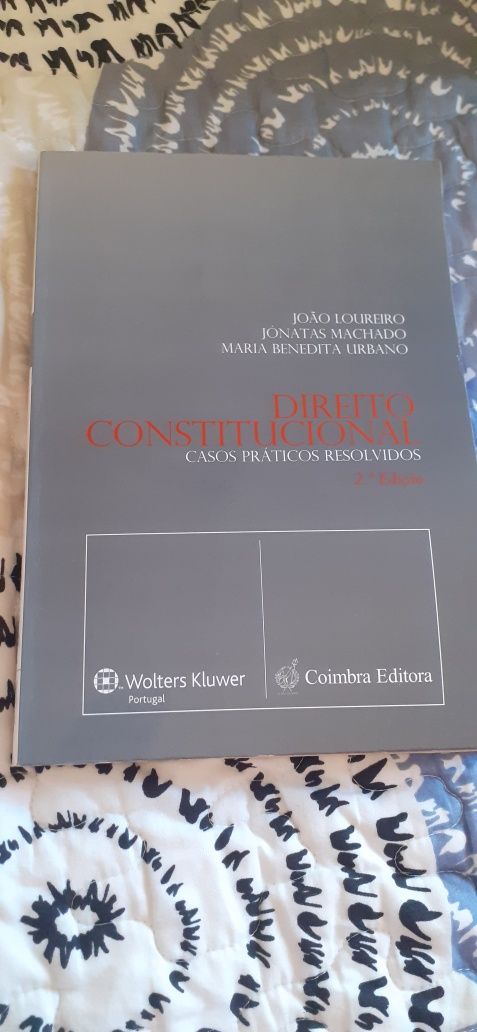 JOÃO LOUREIRO
JÓNATAS MACHADO
MARIA BENEDITA URBANO
DIREITO
CONSTITUCIONAL
CASOS PRÁTICOS RESOLVIDOS
2.ª Edição
Wolters Kluwer
Portugal
Coimbra Editora